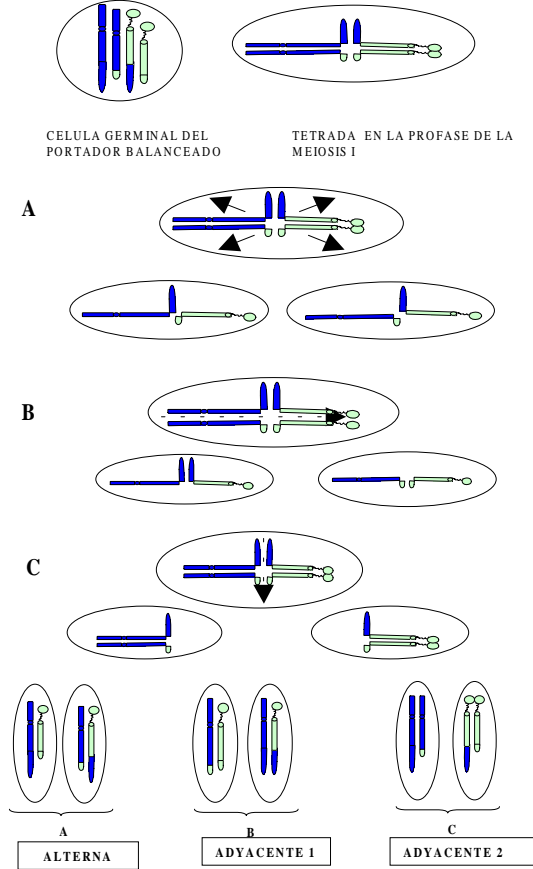 CELULA GERMINAL DEL
PORTADOR BALANCEADO
TETRADA EN LA PROFASE DE LA
MEIOSIS I
A
B
C
A
B
C
ALTERNA
ADYACENTE 1
ADYACENTE 2